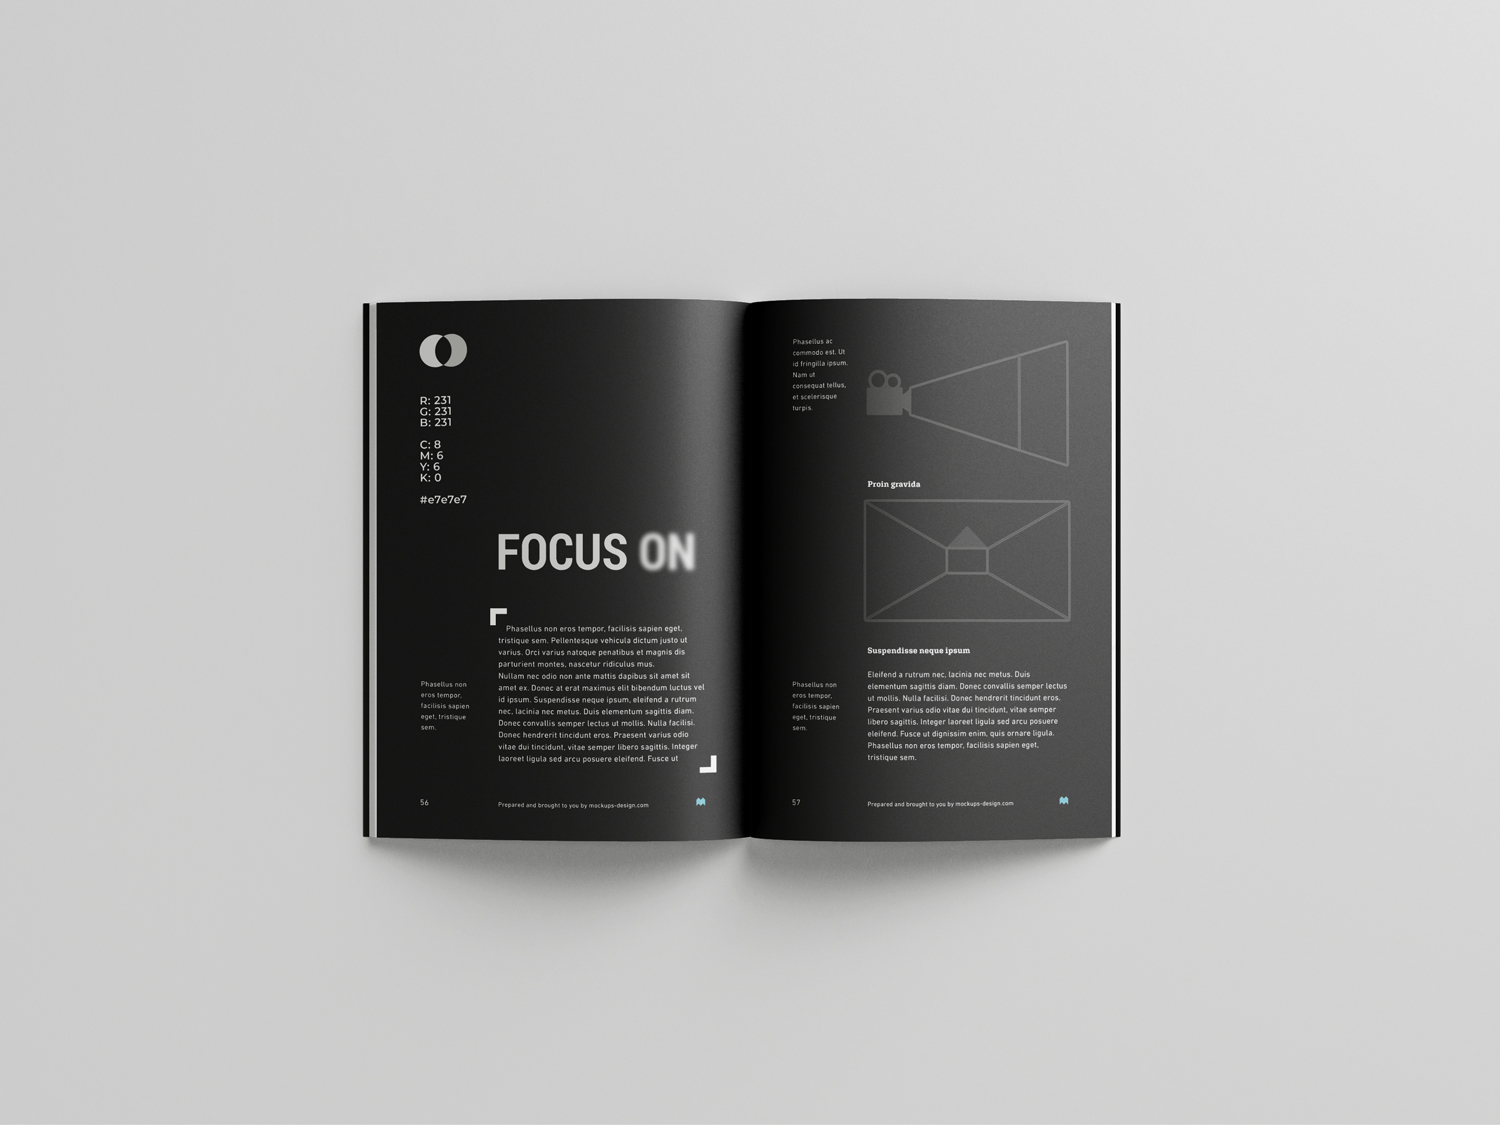 R: 231
G: 231
B: 231
C: 8
M: 6
Y: 6
K: 0
#e7e7e7
FOCUS ON
Phasellus non eros tempor, facilisis sapien eget,
tristique sem. Pellentesque vehicula dictum justo ut
varius. Orci varius natoque penatibus et magnis dis
parturient montes, nascetur ridiculus mus.
Nullam nec odio non ante mattis dapibus sit amet sit
amet ex. Donec at erat maximus elit bibendum luctus vel
id ipsum. Suspendisse neque ipsum, eleifend a rutrum
nec, lacinia nec metus. Duis elementum sagittis diam.
Donec convallis semper lectus ut mollis. Nulla facilisi.
Donec hendrerit tincidunt eros. Praesent varius odio
vitae dui tincidunt, vitae semper libero sagittis. Integer
laoreet ligula sed arcu posuere eleifend. Fusce ut
Phasellus non
eros tempor,
facilisis sapien
eget, tristique
sem.
56
Prepared and brought to you by mockups-design.com
Phasellus ac
commodo est. Ut
id fringilla ipsum.
Nam ut
consequat tellus,
et scelerisque
turpis.
Proin gravida
Suspendisse neque ipsum
Eleifend a rutrum nec, lacinia nec metus. Duis
elementum sagittis diam. Donec convallis semper lectus
ut mollis. Nulla facilisi. Donec hendrerit tincidunt eros.
Praesent varius odio vitae dui tincidunt, vitae semper
libero sagittis. Integer laoreet ligula sed arcu posuere
eleifend. Fusce ut dignissim enim, quis ornare ligula.
Phasellus non eros tempor, facilisis sapien eget,
tristique sem.
Phasellus non
eros tempor,
facilisis sapien
eget, tristique
sem.
57
Prepared and brought to you by mockups-design.com